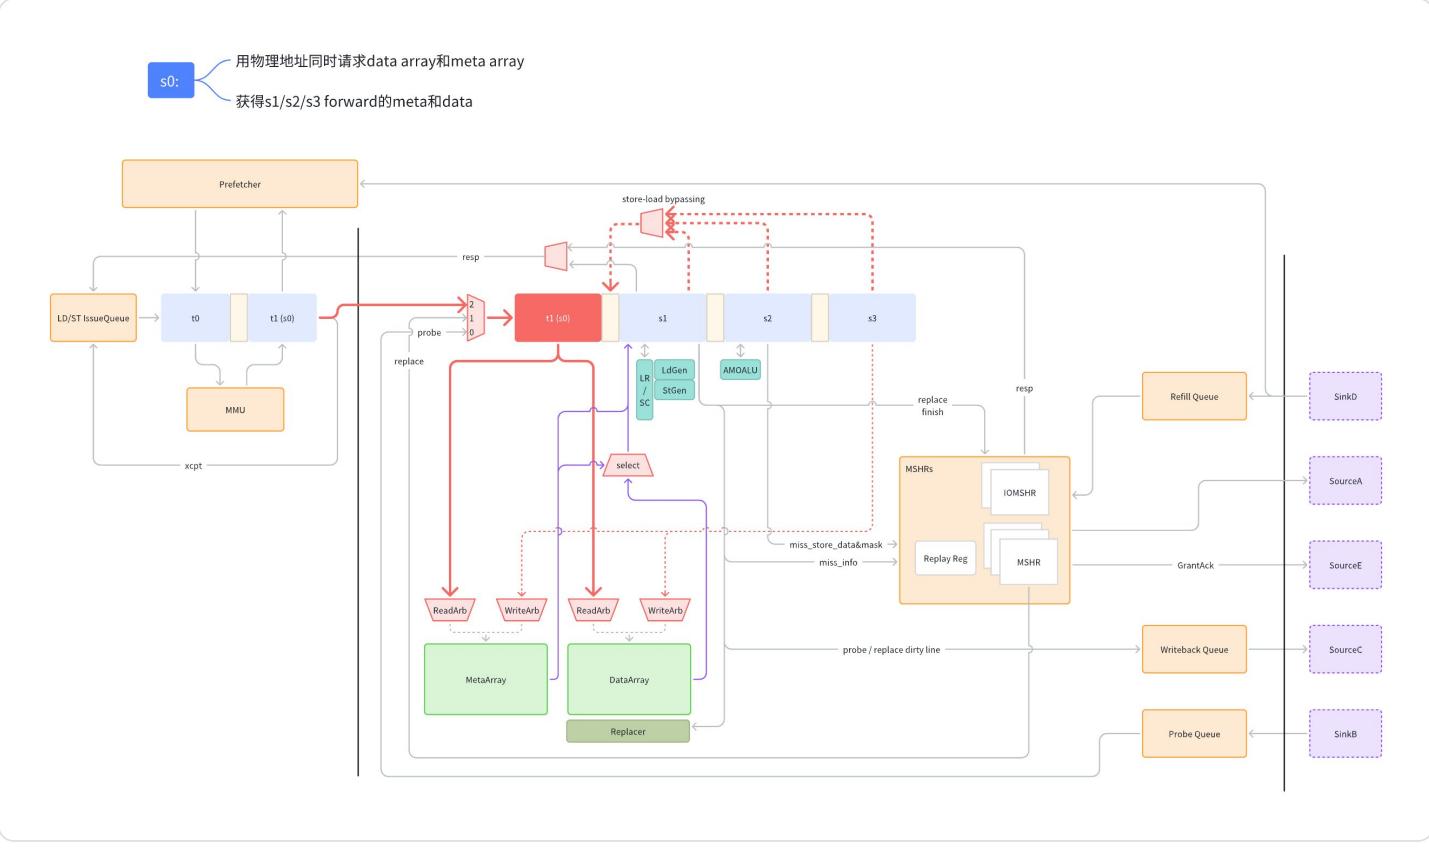 用物理地址同时请求data array和meta array
s0:
获得s1/s2/s3 forward的meta和data
Prefetcher
store-load bypassing
resp
LD/ST IssueQueue
t0
t1 (s0)
2
1
0
probe
replace
t1 (s0)
s1
s2
s3
LR
/
SC
LdGen
StGen
AMOALU
MMU
xcpt
select
resp
replace
finish
Refill Queue
SinkD
MSHRs
IOMSHR
Replay Reg
MSHR
SourceA
miss_store_data&mask
miss_info
GrantAck
SourceE
ReadArb
WriteArb
ReadArb
WriteArb
MetaArray
DataArray
Replacer
probe / replace dirty line
Writeback Queue
SourceC
Probe Queue
SinkB